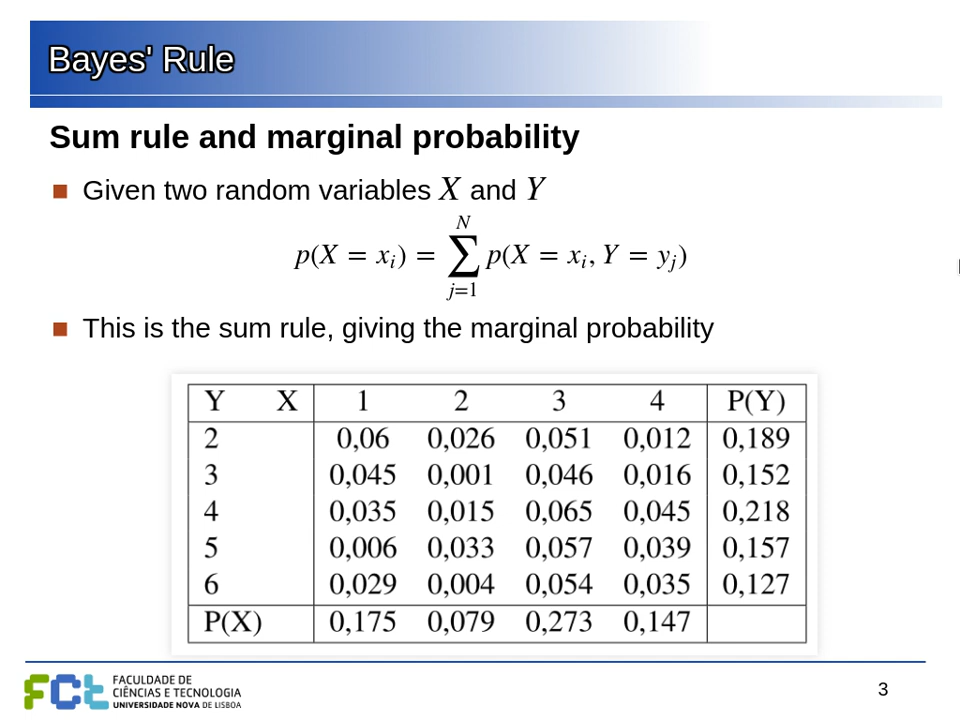 Bayes' Rule
Sum rule and marginal probability
Given two random variables X and Y
p(X = x_i) = \sum_{j=1}^{N} p(X = x_i, Y = y_j)
This is the sum rule, giving the marginal probability
Y X 1 2 3 4 P(Y)
2 0,06 0,026 0,051 0,012 0,189
3 0,045 0,001 0,046 0,016 0,152
4 0,035 0,015 0,065 0,045 0,218
5 0,006 0,033 0,057 0,039 0,157
6 0,029 0,004 0,054 0,035 0,127
P(X) 0,175 0,079 0,273 0,147
FCt
FACULDADE DE
CIÊNCIAS E TECNOLOGIA
UNIVERSIDADE NOVA DE LISBOA
3